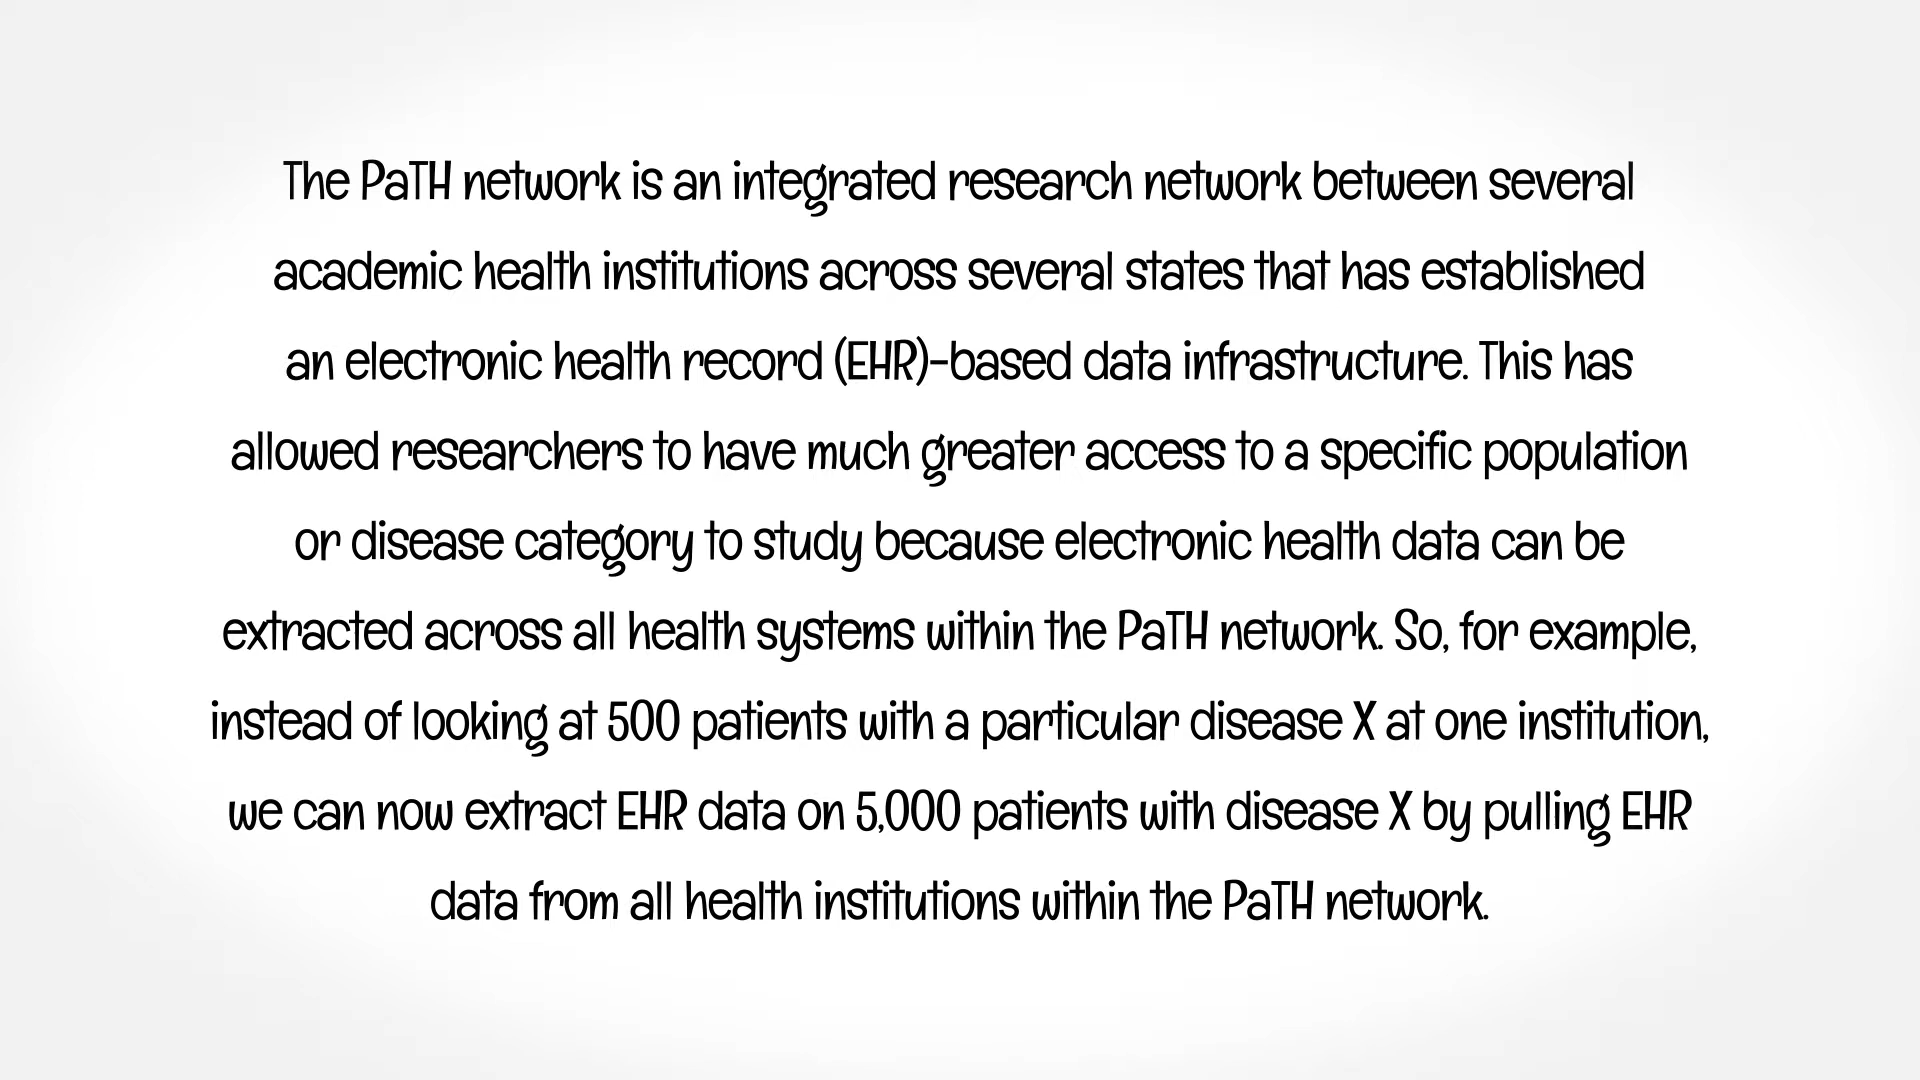 The PaTH network is an integrated research network between several
academic health institutions across several states that has established
an electronic health record (EHR)-based data infrastructure. This has
allowed researchers to have much greater access to a specific population
or disease category to study because electronic health data can be
extracted across all health systems within the PaTH network. So, for example,
instead of looking at 500 patients with a particular disease X at one institution,
we can now extract EHR data on 5,000 patients with disease X by pulling EHR
data from all health institutions within the PaTH network.